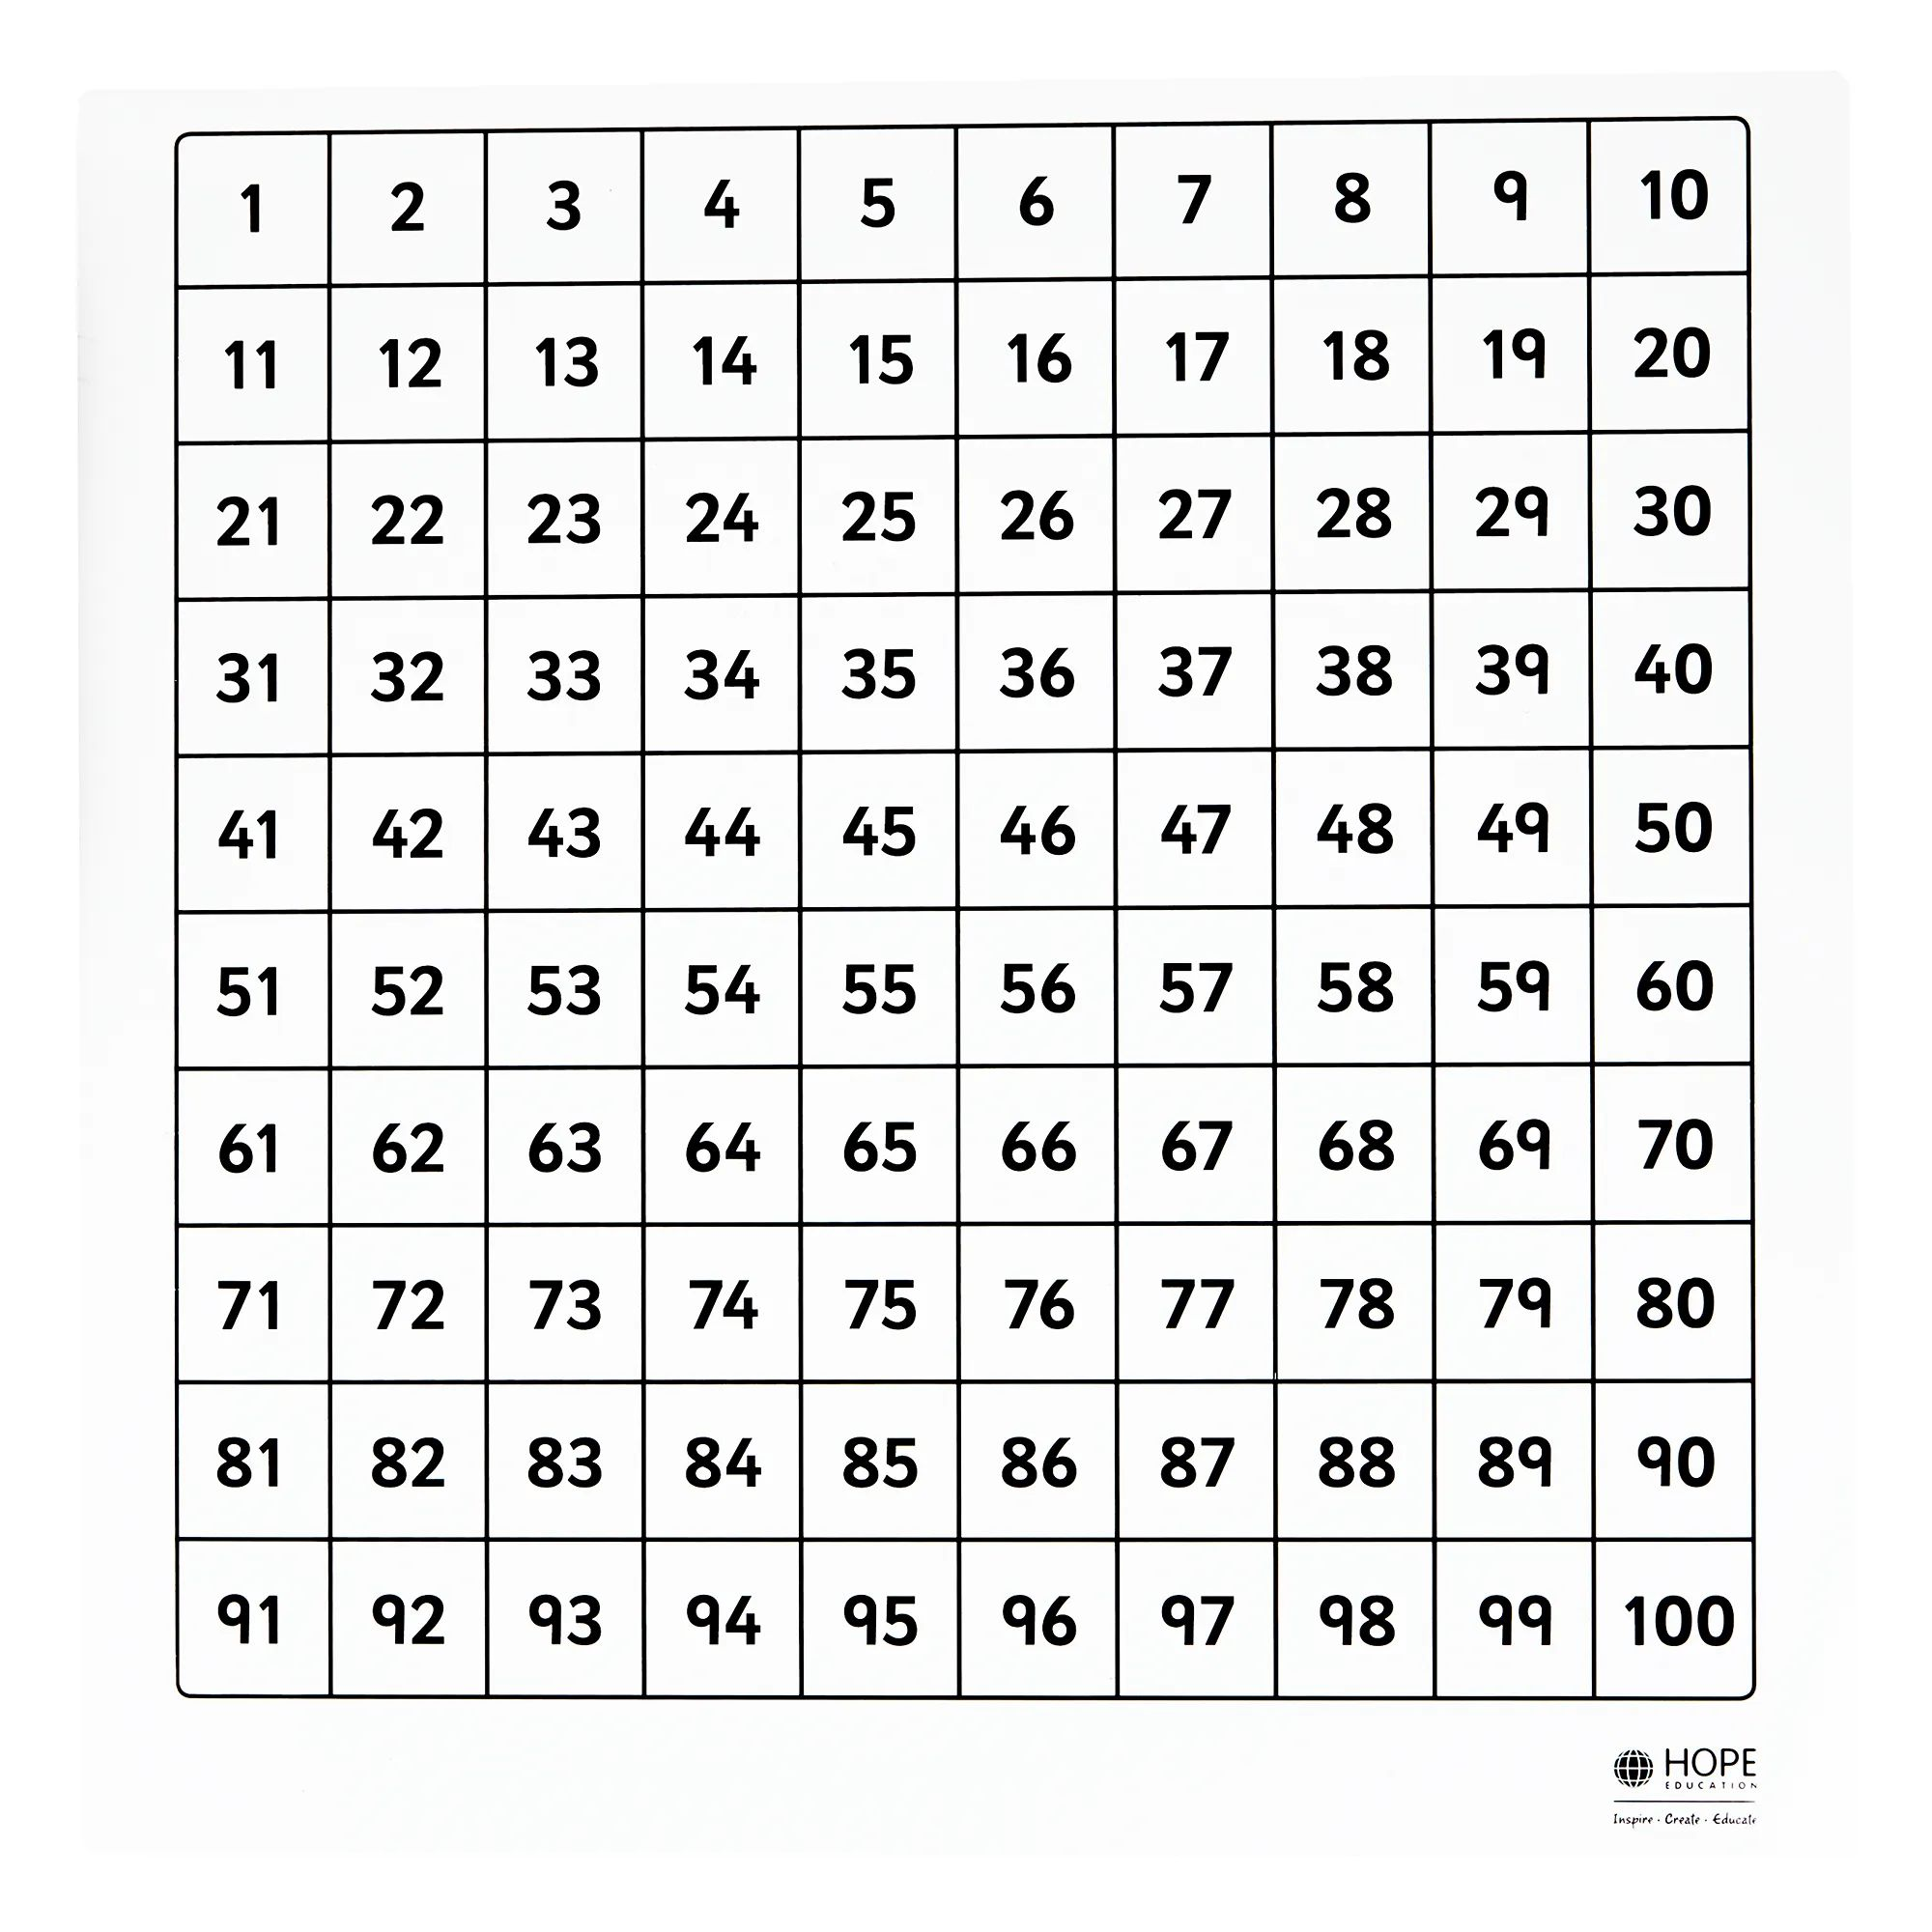 1 2 3 4 5 6 7 8 9 10
11 12 13 14 15 16 17 18 19 20
21 22 23 24 25 26 27 28 29 30
31 32 33 34 35 36 37 38 39 40
41 42 43 44 45 46 47 48 49 50
51 52 53 54 55 56 57 58 59 60
61 62 63 64 65 66 67 68 69 70
71 72 73 74 75 76 77 78 79 80
81 82 83 84 85 86 87 88 89 90
91 92 93 94 95 96 97 98 99 100
HOPE
EDUCATION
Inspire · Create · Educate